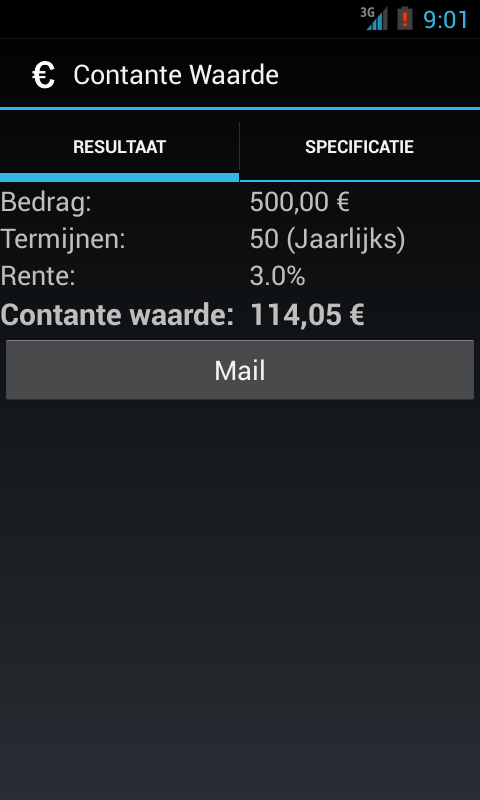 3G 9:01
€ Contante Waarde
RESULTAAT SPECIFICATIE
Bedrag: 500,00 €
Termijnen: 50 (Jaarlijks)
Rente: 3.0%
Contante waarde: 114,05 €
Mail